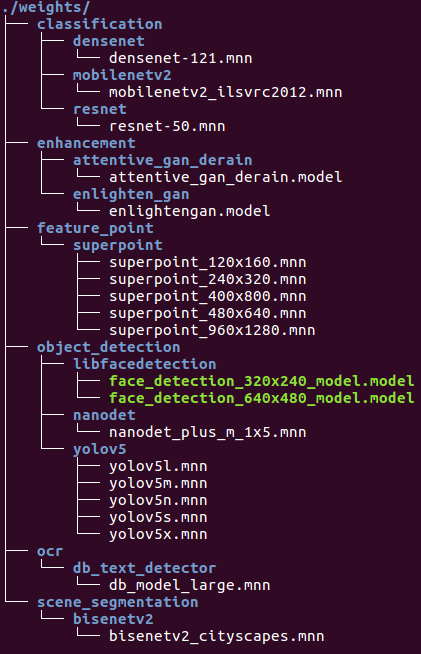 ./weights/
├── classification
│   ├── densenet
│   │   └── densenet-121.mnn
│   ├── mobilenetv2
│   │   └── mobilenetv2_ilsvrc2012.mnn
│   └── resnet
│       └── resnet-50.mnn
├── enhancement
│   ├── attentive_gan_derain
│   │   └── attentive_gan_derain.model
│   └── enlighten_gan
│       └── enlightengan.model
├── feature_point
│   └── superpoint
│       ├── superpoint_120x160.mnn
│       ├── superpoint_240x320.mnn
│       ├── superpoint_400x800.mnn
│       ├── superpoint_480x640.mnn
│       └── superpoint_960x1280.mnn
├── object_detection
│   ├── libfacedetection
│   │   ├── face_detection_320x240_model.model
│   │   └── face_detection_640x480_model.model
│   ├── nanodet
│   │   └── nanodet_plus_m_1x5.mnn
│   └── yolov5
│       ├── yolov5l.mnn
│       ├── yolov5m.mnn
│       ├── yolov5n.mnn
│       ├── yolov5s.mnn
│       └── yolov5x.mnn
├── ocr
│   └── db_text_detector
│       └── db_model_large.mnn
└── scene_segmentation
    └── bisenetv2
        └── bisenetv2_cityscapes.mnn